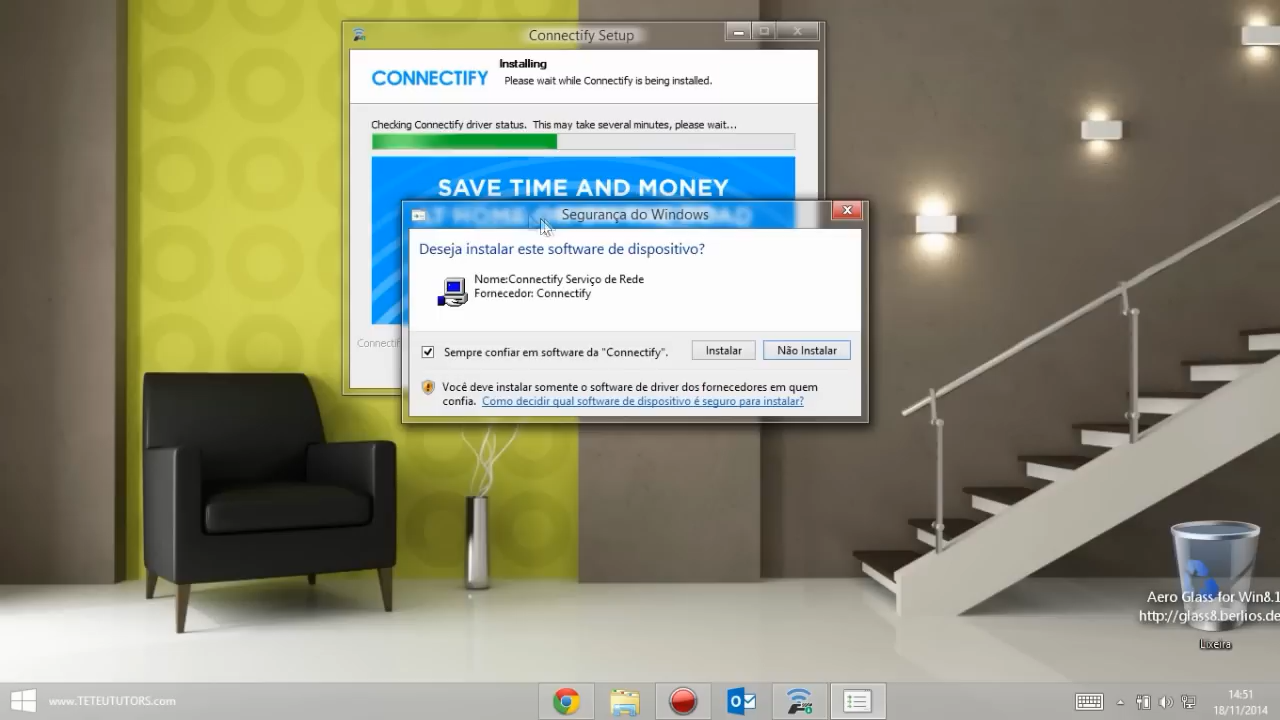 Connectify Setup
CONNECTIFY
Installing
Please wait while Connectify is being installed.
Checking Connectify driver status.  This may take several minutes, please wait...
SAVE TIME AND MONEY
AT HOME
Segurança do Windows
Deseja instalar este software de dispositivo?
Nome:Connectify Serviço de Rede
Fornecedor: Connectify
Connectif
Sempre confiar em software da "Connectify".
Instalar
Não Instalar
Você deve instalar somente o software de driver dos fornecedores em quem
confia. Como decidir qual software de dispositivo é seguro para instalar?
Aero Glass for Win8.1
http://glass8.berlios.de
Lixeira
www.TETEUTUTORS.com
14:51
18/11/2014